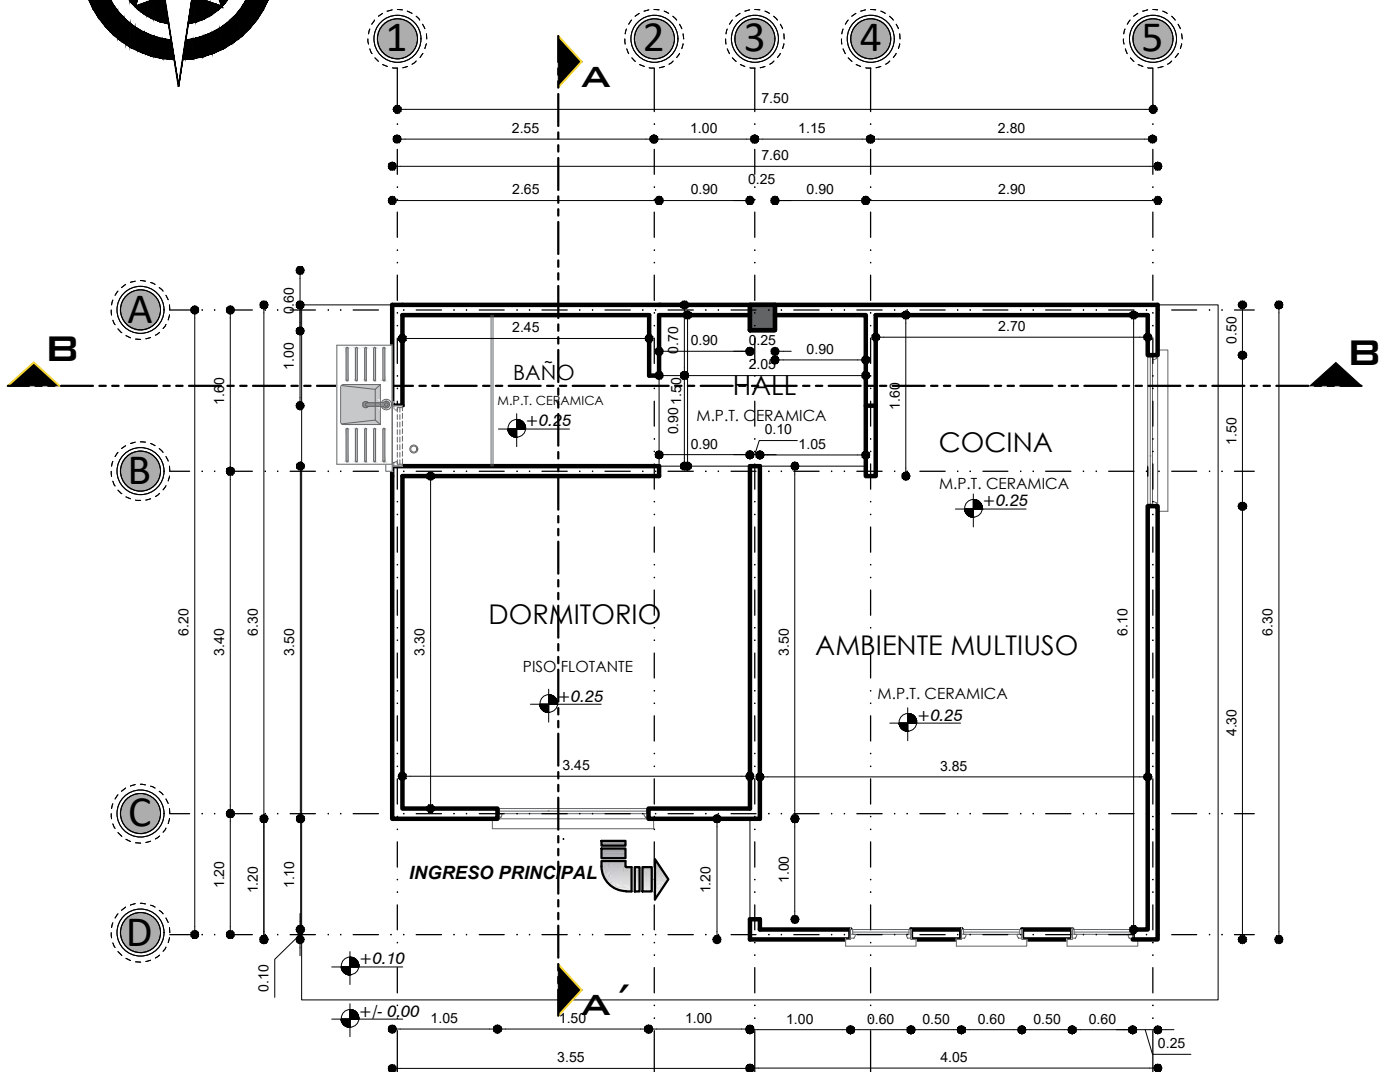 1 2 3 4 5
A
7.50
2.55 1.00 1.15 2.80
7.60
0.25
2.65 0.90 0.90 2.90
A
B
B
0.60
1.00
1.60
6.20
3.40
6.30
3.50
1.20
1.20
1.10
0.10
B
C
D
2.45
BAÑO
M.P.T. CERAMICA
+0.25
0.70
0.90
0.25
0.90
2.05
1.50
0.90
HALL
M.P.T. CERAMICA
0.10
0.90
1.05
2.70
1.60
COCINA
M.P.T. CERAMICA
+0.25
0.50
1.50
4.30
6.30
3.30
DORMITORIO
PISO FLOTANTE
+0.25
3.45
3.50
6.10
AMBIENTE MULTIUSO
M.P.T. CERAMICA
+0.25
3.85
INGRESO PRINCIPAL
1.20
1.00
+0.10
+/- 0,00
A´
1.05 1.50 1.00 1.00 0.60 0.50 0.60 0.50 0.60
0.25
3.55 4.05